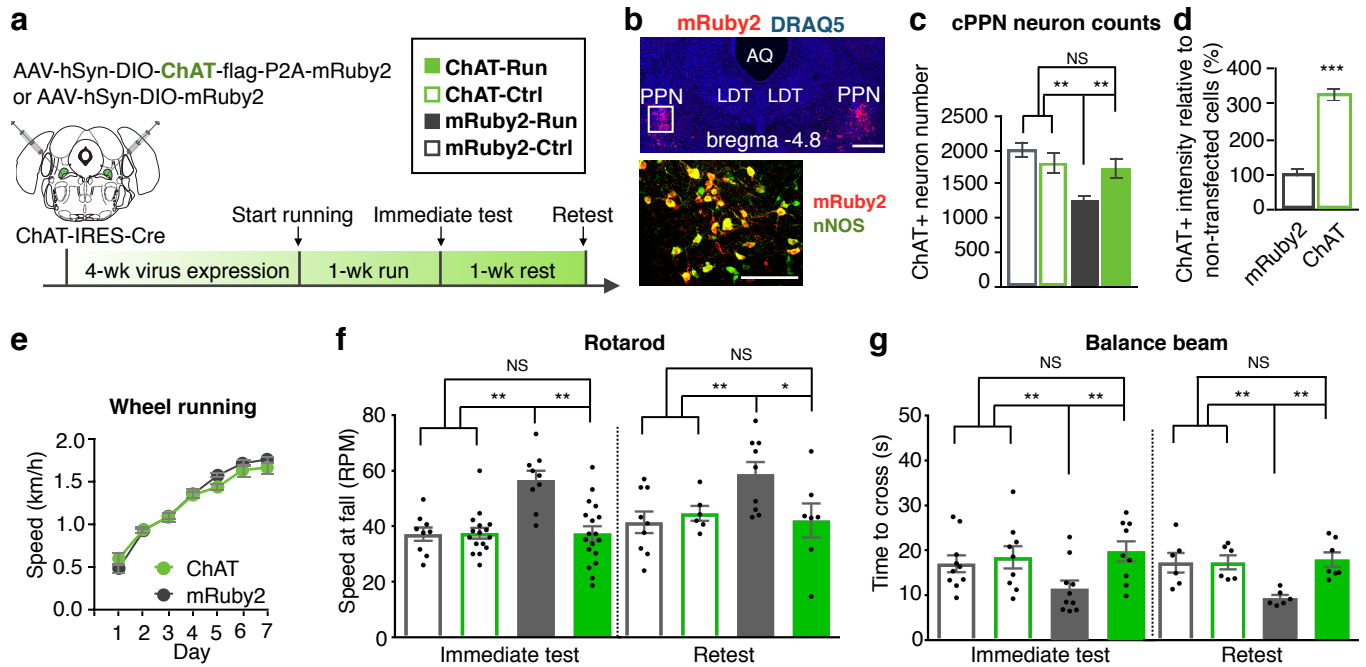 a
AAV-hSyn-DIO-ChAT-flag-P2A-mRuby2
or AAV-hSyn-DIO-mRuby2
ChAT-Run
ChAT-Ctrl
mRuby2-Run
mRuby2-Ctrl
ChAT-IRES-Cre
Start running
Immediate test
Retest
4-wk virus expression
1-wk run
1-wk rest
b
mRuby2 DRAQ5
AQ
PPN
LDT
LDT
PPN
bregma -4.8
mRuby2
nNOS
c
cPPN neuron counts
NS
** **
ChAT+ neuron number
2500
2000
1500
1000
500
0
d
ChAT+ intensity relative to
non-transfected cells (%)
400
300
200
100
0
***
mRuby2
ChAT
e
Wheel running
Speed (km/h)
2.0
1.0
0.0
ChAT
mRuby2
1 2 3 4 5 6 7
Day
f
Rotarod
NS
** **
NS
** *
Speed at fall (RPM)
80
60
40
20
0
Immediate test
Retest
g
Balance beam
NS
** **
NS
** **
Time to cross (s)
50
40
30
20
10
0
Immediate test
Retest